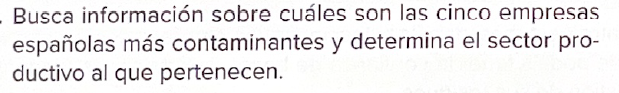 . Busca información sobre cuáles son las cinco empresas
españolas más contaminantes y determina el sector pro-
ductivo al que pertenecen.